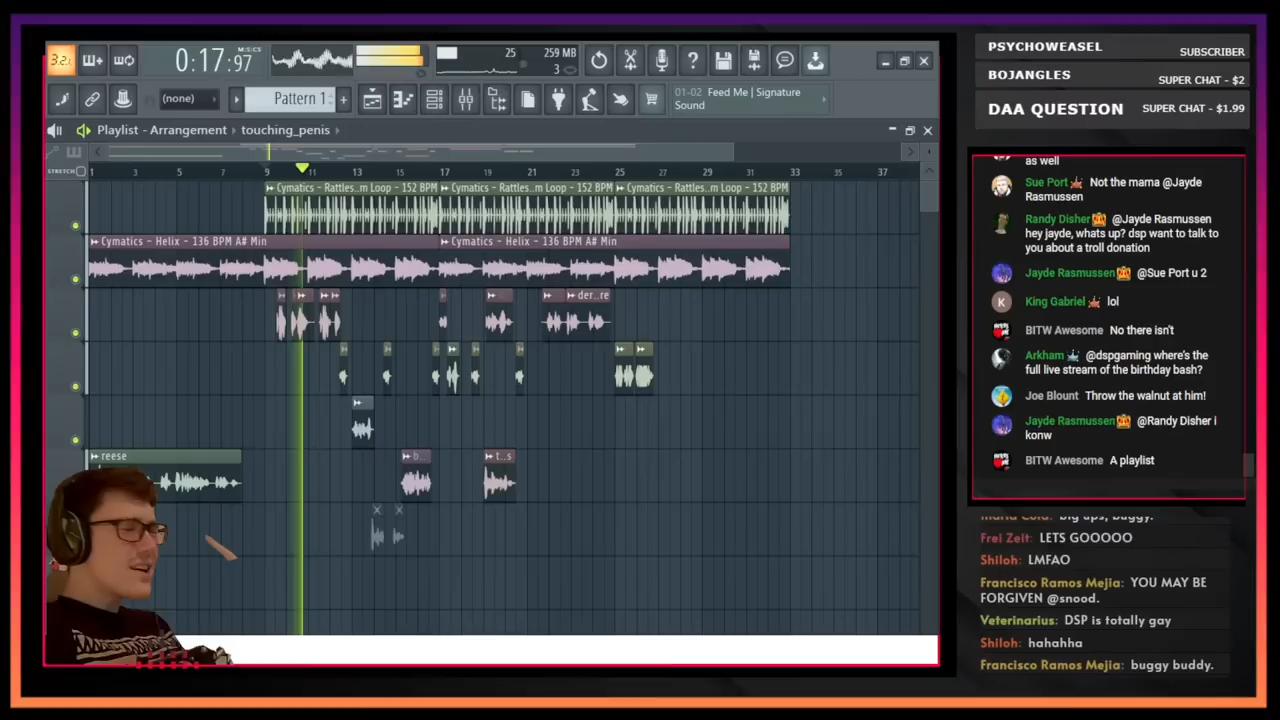 3.2x
0:17:97
M:S:CS
25
259 MB
3
(none)
Pattern 1
01-02 Feed Me | Signature
Sound
Playlist - Arrangement
touching_penis
STRETCH
1 3 5 7 9 11 13 15 17 19 21 23 25 27 29 31 33 35 37
Cymatics - Rattles..m Loop - 152 BPM
Cymatics - Rattles..m Loop - 152 BPM
Cymatics - Rattles..m Loop - 152 BPM
Cymatics - Helix - 136 BPM A# Min
Cymatics - Helix - 136 BPM A# Min
der..re
reese
b..
t..s
PSYCHOWEASEL
SUBSCRIBER
BOJANGLES
SUPER CHAT - $2
DAA QUESTION
SUPER CHAT - $1.99
as well
Sue Port Not the mama @Jayde
Rasmussen
Randy Disher @Jayde Rasmussen
hey jayde, whats up? dsp want to talk to
you about a troll donation
Jayde Rasmussen @Sue Port u 2
K
King Gabriel lol
BITW Awesome No there isn't
Arkham @dspgaming where's the
full live stream of the birthday bash?
Joe Blount Throw the walnut at him!
Jayde Rasmussen @Randy Disher i
konw
BITW Awesome A playlist
big ups, buggy.
Frei Zeit: LETS GOOOOO
Shiloh: LMFAO
Francisco Ramos Mejia: YOU MAY BE
FORGIVEN @snood.
Veterinarius: DSP is totally gay
Shiloh: hahahha
Francisco Ramos Mejia: buggy buddy.